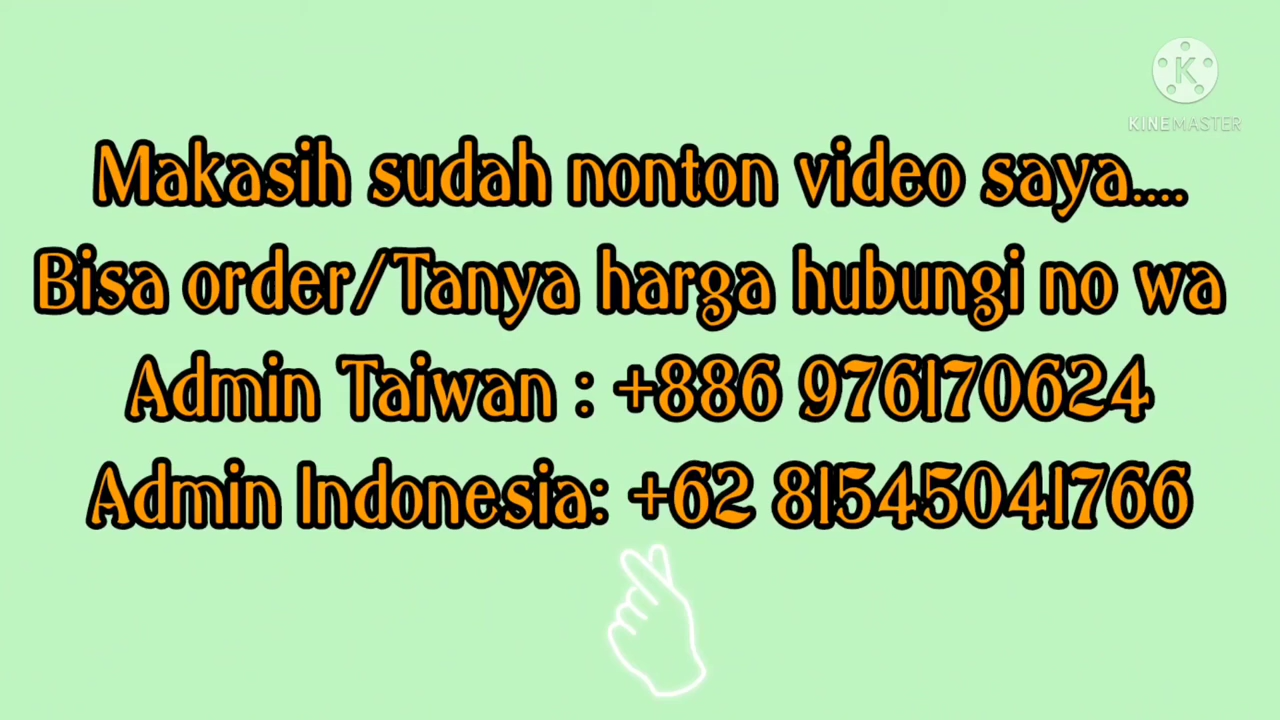 KINEMASTER
Makasih sudah nonton video saya....
Bisa order/Tanya harga hubungi no wa
Admin Taiwan : +886 976170624
Admin Indonesia: +62 81545041766